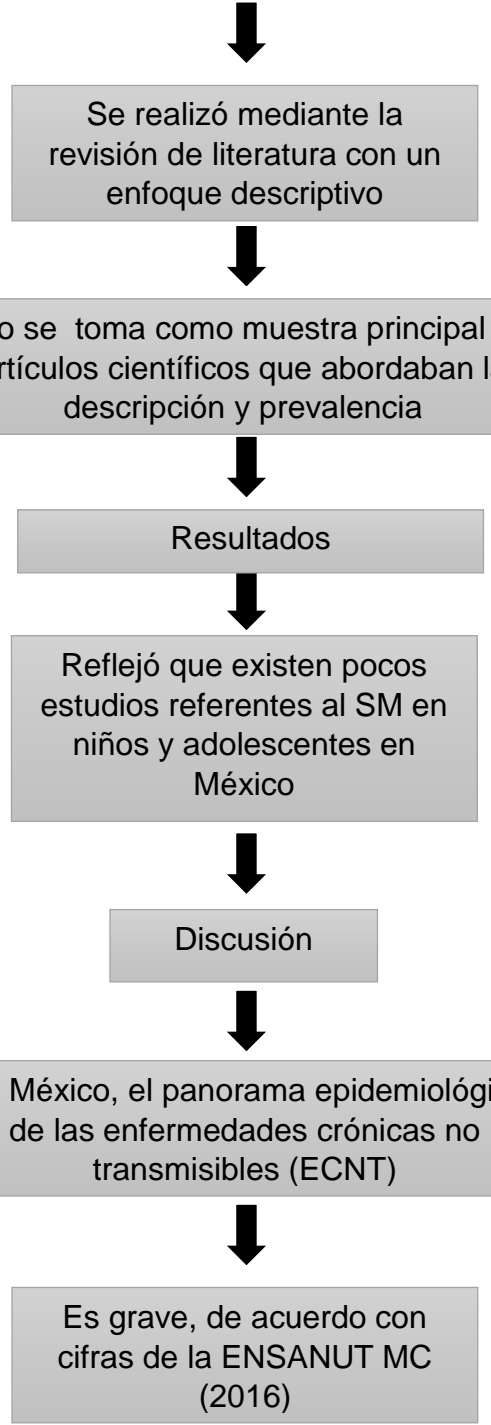 Se realizó mediante la
revisión de literatura con un
enfoque descriptivo
o se toma como muestra principal
rtículos científicos que abordaban l
descripción y prevalencia
Resultados
Reflejó que existen pocos
estudios referentes al SM en
niños y adolescentes en
México
Discusión
México, el panorama epidemiológi
de las enfermedades crónicas no
transmisibles (ECNT)
Es grave, de acuerdo con
cifras de la ENSANUT MC
(2016)